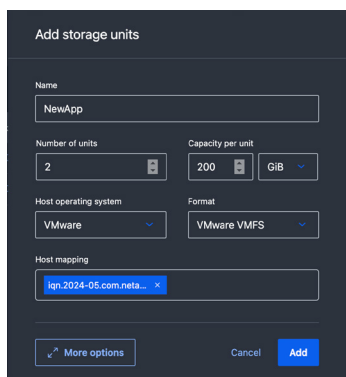 Add storage units
Name
NewApp
Number of units Capacity per unit
2 200 GiB
Host operating system Format
VMware VMware VMFS
Host mapping
iqn.2024-05.com.neta... ×
More options Cancel Add